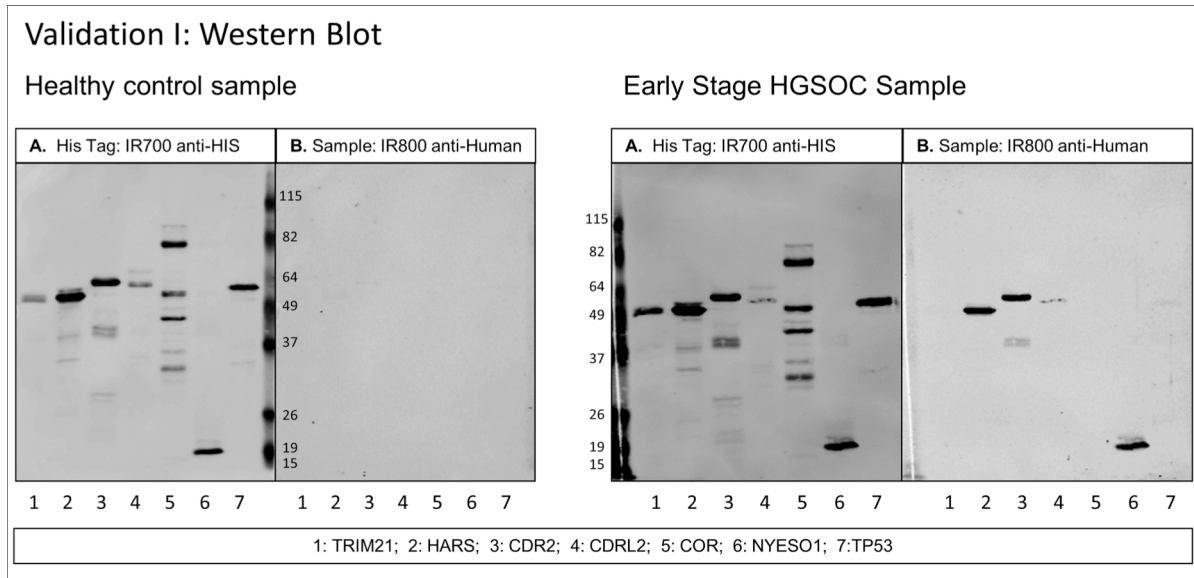 Validation I: Western Blot
Healthy control sample
Early Stage HGSOC Sample
A. His Tag: IR700 anti-HIS
B. Sample: IR800 anti-Human
A. His Tag: IR700 anti-HIS
B. Sample: IR800 anti-Human
115
82
64
49
37
26
19
15
115
82
64
49
37
26
19
15
1 2 3 4 5 6 7
1 2 3 4 5 6 7
1 2 3 4 5 6 7
1 2 3 4 5 6 7
1: TRIM21; 2: HARS; 3: CDR2; 4: CDRL2; 5: COR; 6: NYESO1; 7:TP53